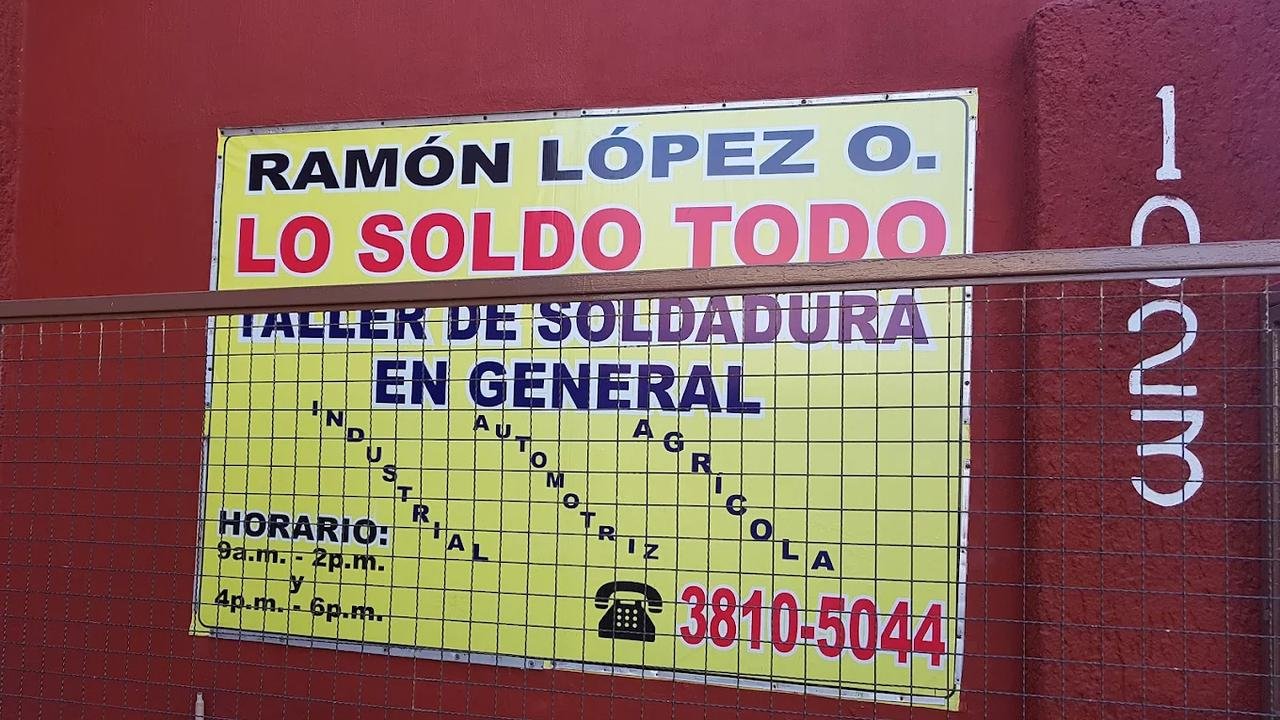 RAMÓN LÓPEZ O.
LO SOLDO TODO
TALLER DE SOLDADURA
EN GENERAL
INDUSTRIAL
AUTOMOTRIZ
AGRÍCOLA
HORARIO:
9a.m. - 2p.m.
y
4p.m. - 6p.m.
3810-5044
1023